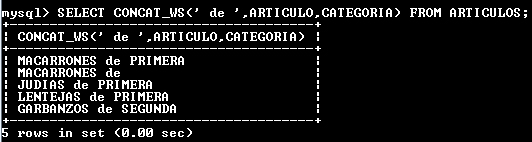 mysql> SELECT CONCAT_WS(' de ',ARTICULO,CATEGORIA) FROM ARTICULOS;
+--------------------------------------+
| CONCAT_WS(' de ',ARTICULO,CATEGORIA) |
+--------------------------------------+
| MACARRONES de PRIMERA |
| MACARRONES de |
| JUDIAS de PRIMERA |
| LENTEJAS de PRIMERA |
| GARBANZOS de SEGUNDA |
+--------------------------------------+
5 rows in set (0.00 sec)